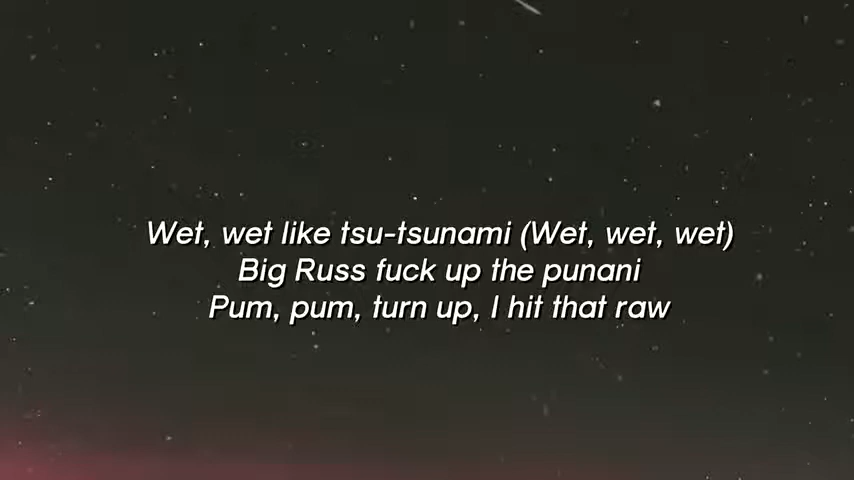 Wet, wet like tsu-tsunami (Wet, wet, wet)
Big Russ fuck up the punani
Pum, pum, turn up, I hit that raw